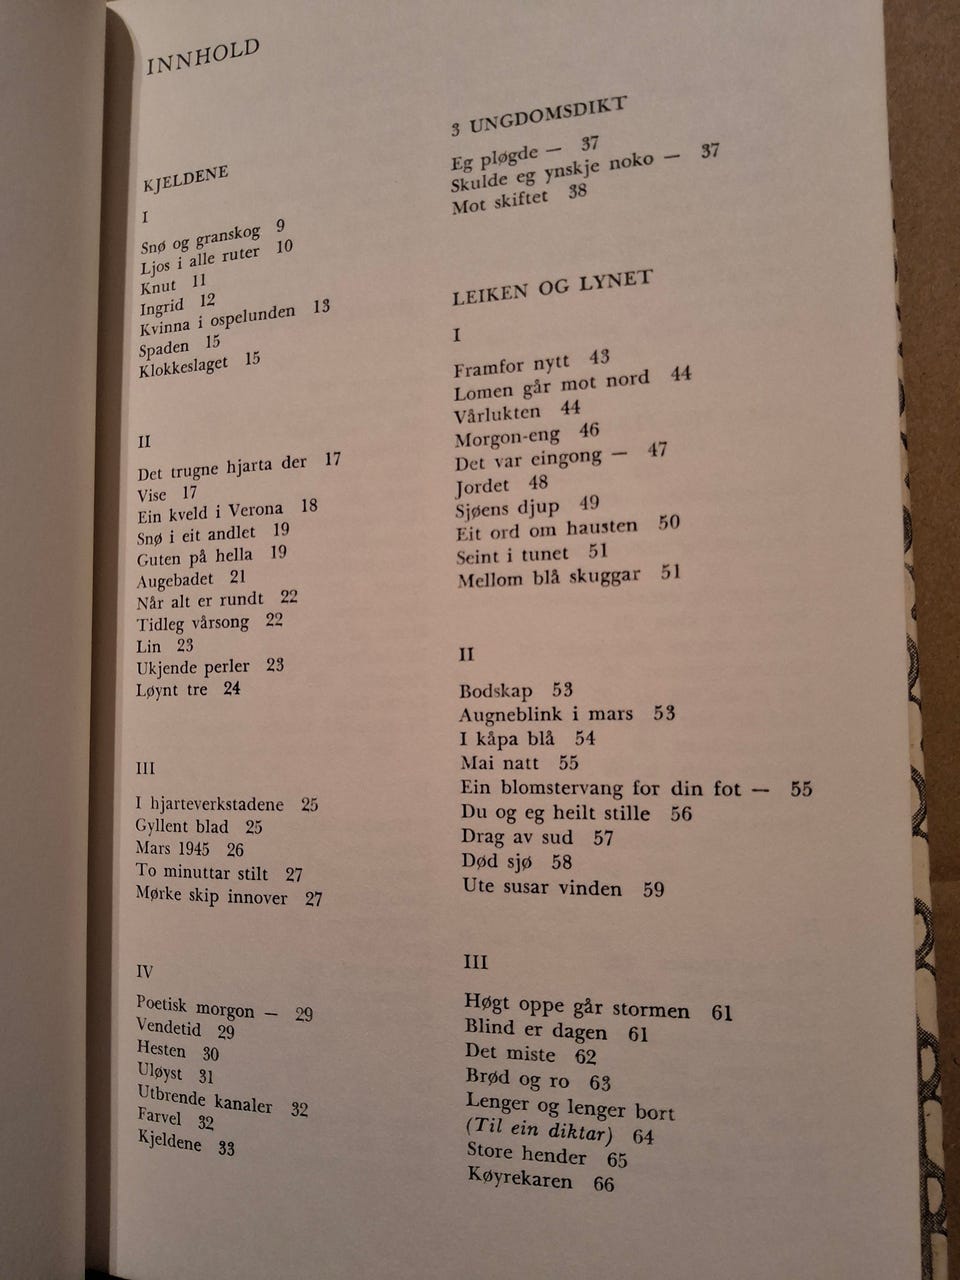 INNHOLD
KJELDENE
I
Snø og granskog 9
Ljos i alle ruter 10
Knut 11
Ingrid 12
Kvinna i ospelunden 13
Spaden 15
Klokkeslaget 15
II
Det trugne hjarta der 17
Vise 17
Ein kveld i Verona 18
Snø i eit andlet 19
Guten på hella 19
Augebadet 21
Når alt er rundt 22
Tidleg vårsong 22
Lin 23
Ukjende perler 23
Løynt tre 24
III
I hjarteverkstadene 25
Gyllent blad 25
Mars 1945 26
To minuttar stilt 27
Mørke skip innover 27
IV
Poetisk morgon — 29
Vendetid 29
Hesten 30
Uløyst 31
Utbrende kanaler 32
Farvel 32
Kjeldene 33
3 UNGDOMSDIKT
Eg pløgde — 37
Skulde eg ynskje noko — 37
Mot skiftet 38
LEIKEN OG LYNET
I
Framfor nytt 43
Lomen går mot nord 44
Vårlukten 44
Morgon-eng 46
Det var eingong — 47
Jordet 48
Sjøens djup 49
Eit ord om hausten 50
Seint i tunet 51
Mellom blå skuggar 51
II
Bodskap 53
Augneblink i mars 53
I kåpa blå 54
Mai natt 55
Ein blomstervang for din fot — 55
Du og eg heilt stille 56
Drag av sud 57
Død sjø 58
Ute susar vinden 59
III
Høgt oppe går stormen 61
Blind er dagen 61
Det miste 62
Brød og ro 63
Lenger og lenger bort
(Til ein diktar) 64
Store hender 65
Køyrekaren 66